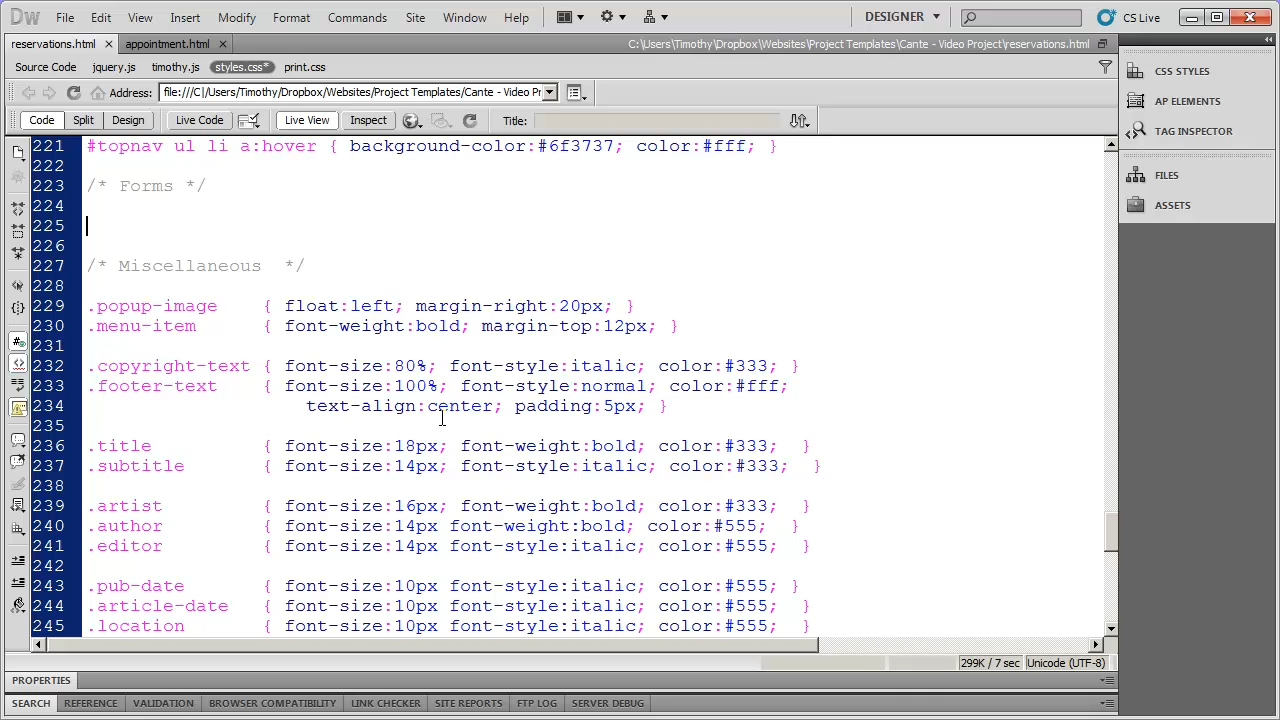 Dw File Edit View Insert Modify Format Commands Site Window Help DESIGNER CS Live
reservations.html appointment.html C:\Users\Timothy\Dropbox\Websites\Project Templates\Cante - Video Project\reservations.html
Source Code jquery.js timothy.js styles.css* print.css
Address: file:///C|/Users/Timothy/Dropbox/Websites/Project Templates/Cante - Video Pr
Code Split Design Live Code Live View Inspect Title:
221 #topnav ul li a:hover { background-color:#6f3737; color:#fff; }
222
223 /* Forms */
224
225
226
227 /* Miscellaneous */
228
229 .popup-image { float:left; margin-right:20px; }
230 .menu-item { font-weight:bold; margin-top:12px; }
231
232 .copyright-text { font-size:80%; font-style:italic; color:#333; }
233 .footer-text { font-size:100%; font-style:normal; color:#fff;
234 text-align:center; padding:5px; }
235
236 .title { font-size:18px; font-weight:bold; color:#333; }
237 .subtitle { font-size:14px; font-style:italic; color:#333; }
238
239 .artist { font-size:16px; font-weight:bold; color:#333; }
240 .author { font-size:14px font-weight:bold; color:#555; }
241 .editor { font-size:14px font-style:italic; color:#555; }
242
243 .pub-date { font-size:10px font-style:italic; color:#555; }
244 .article-date { font-size:10px font-style:italic; color:#555; }
245 .location { font-size:10px font-style:italic; color:#555; }
299K / 7 sec Unicode (UTF-8)
PROPERTIES
SEARCH REFERENCE VALIDATION BROWSER COMPATIBILITY LINK CHECKER SITE REPORTS FTP LOG SERVER DEBUG
CSS STYLES
AP ELEMENTS
TAG INSPECTOR
FILES
ASSETS